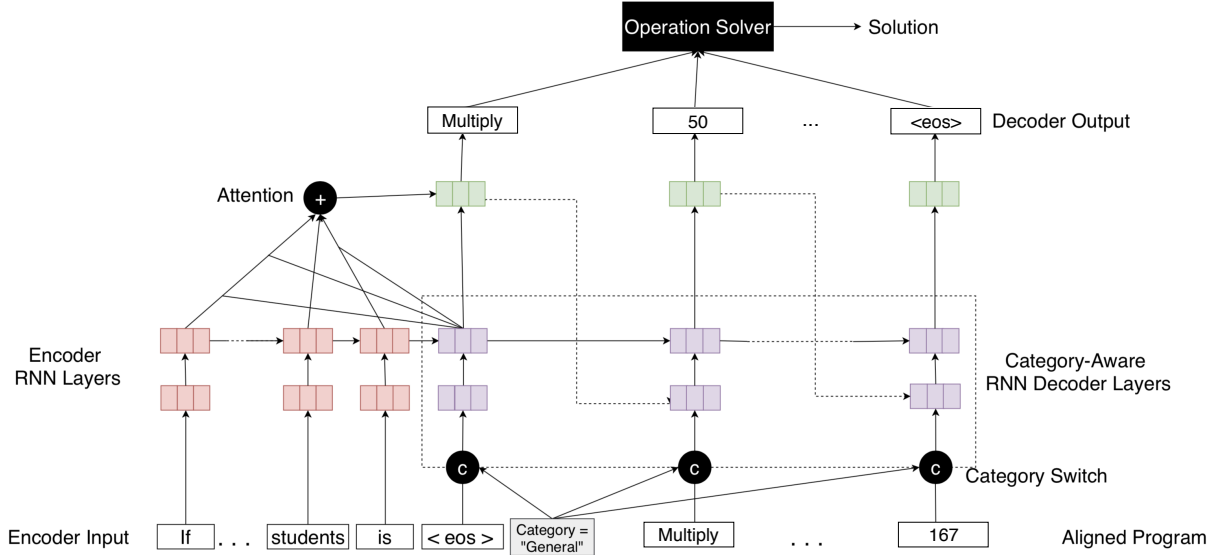 Operation Solver
Solution
Multiply
50
...
<eos>
Decoder Output
Attention
+
Encoder
RNN Layers
Category-Aware
RNN Decoder Layers
c
c
c
Category Switch
Encoder Input
If
. . .
students
is
< eos >
Category =
"General"
Multiply
. . .
167
Aligned Program